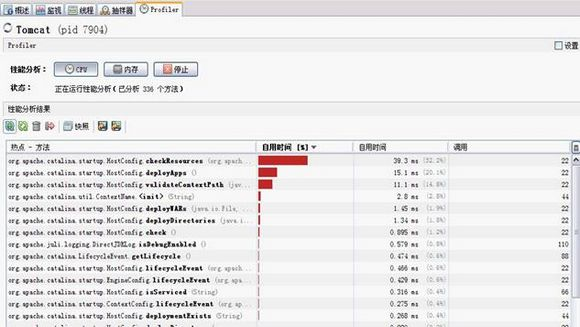 概述 监视 线程 抽样器 Profiler
Tomcat (pid 7904)
Profiler 设置
性能分析： CPU 内存 停止
状态： 正在运行性能分析(已分析 336 个方法)
性能分析结果
快照
热点 - 方法 自用时间 [%] 自用时间 调用
org.apache.catalina.startup.HostConfig.checkResources (org.apach... 39.3 ms (32.2%) 22
org.apache.catalina.startup.HostConfig.deployApps () 15.1 ms (20.1%) 22
org.apache.catalina.startup.HostConfig.validateContextPath (java... 11.1 ms (14.8%) 22
org.apache.catalina.util.ContextName.<init> (String) 2.8 ms (2.8%) 44
org.apache.catalina.startup.HostConfig.deployWARs (java.io.File, ... 1.45 ms (1.9%) 22
org.apache.catalina.startup.HostConfig.deployDirectories (java.i... 1.34 ms (1.8%) 22
org.apache.catalina.startup.HostConfig.check () 0.895 ms (1.2%) 22
org.apache.juli.logging.DirectJDKLog.isDebugEnabled () 0.579 ms (0.8%) 110
org.apache.catalina.LifecycleEvent.getLifecycle () 0.474 ms (0.6%) 88
org.apache.catalina.startup.HostConfig.lifecycleEvent (org.apach... 0.466 ms (0.6%) 22
org.apache.catalina.startup.EngineConfig.lifecycleEvent (org.apa... 0.429 ms (0.6%) 22
org.apache.catalina.startup.HostConfig.isServiced (String) 0.316 ms (0.4%) 66
org.apache.catalina.startup.ContextConfig.lifecycleEvent (org.ap... 0.275 ms (0.4%) 22
org.apache.catalina.startup.HostConfig.deploymentExists (String) 0.268 ms (0.4%) 44